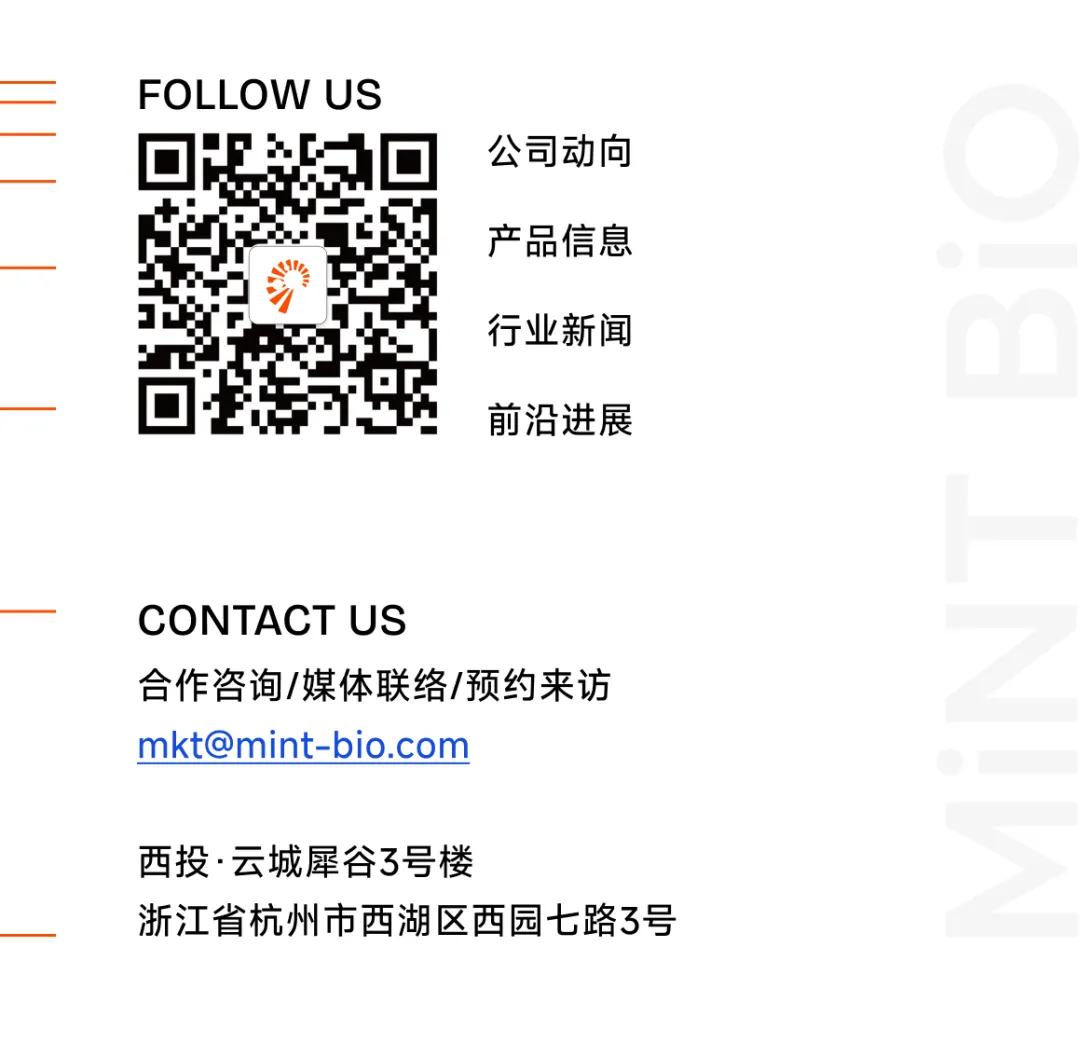 FOLLOW US
公司动向
产品信息
行业新闻
前沿进展
CONTACT US
合作咨询/媒体联络/预约来访
mkt@mint-bio.com
西投·云城犀谷3号楼
浙江省杭州市西湖区西园七路3号
MiNT BiO